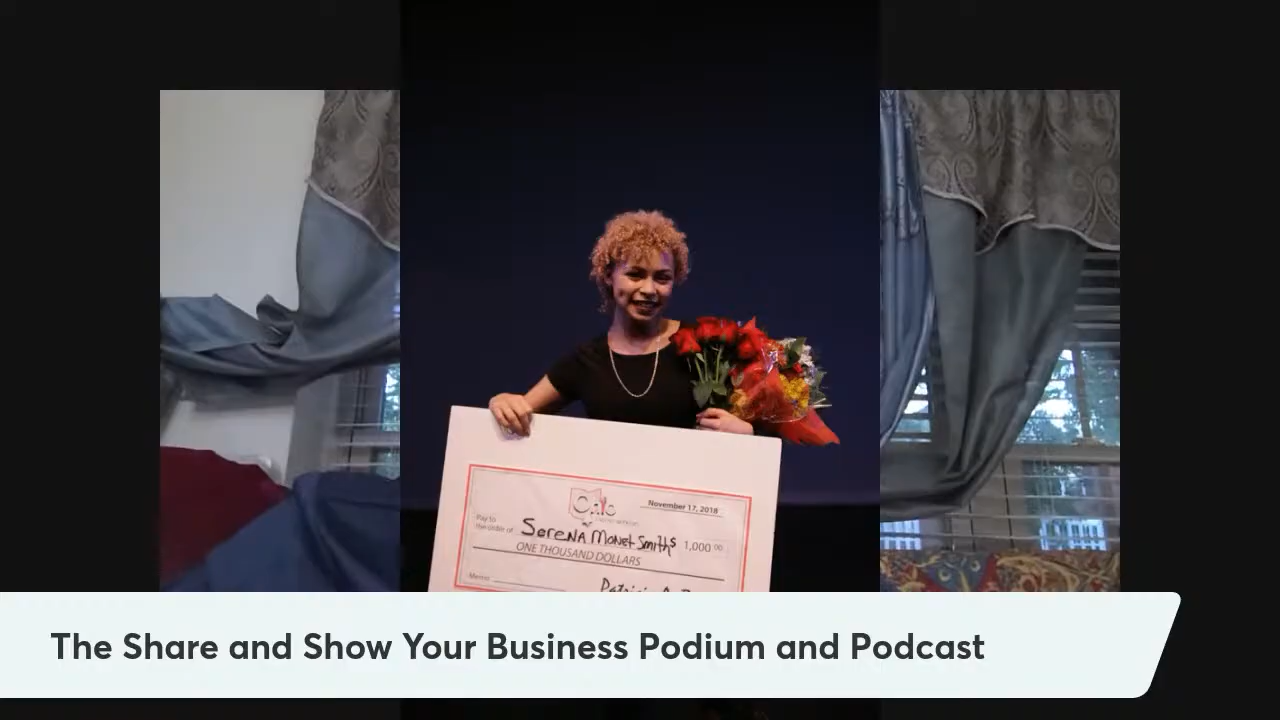 November 17, 2018
Pay to
the order of
Serena Monet Smith $ 1,000 00
ONE THOUSAND DOLLARS
Memo
The Share and Show Your Business Podium and Podcast